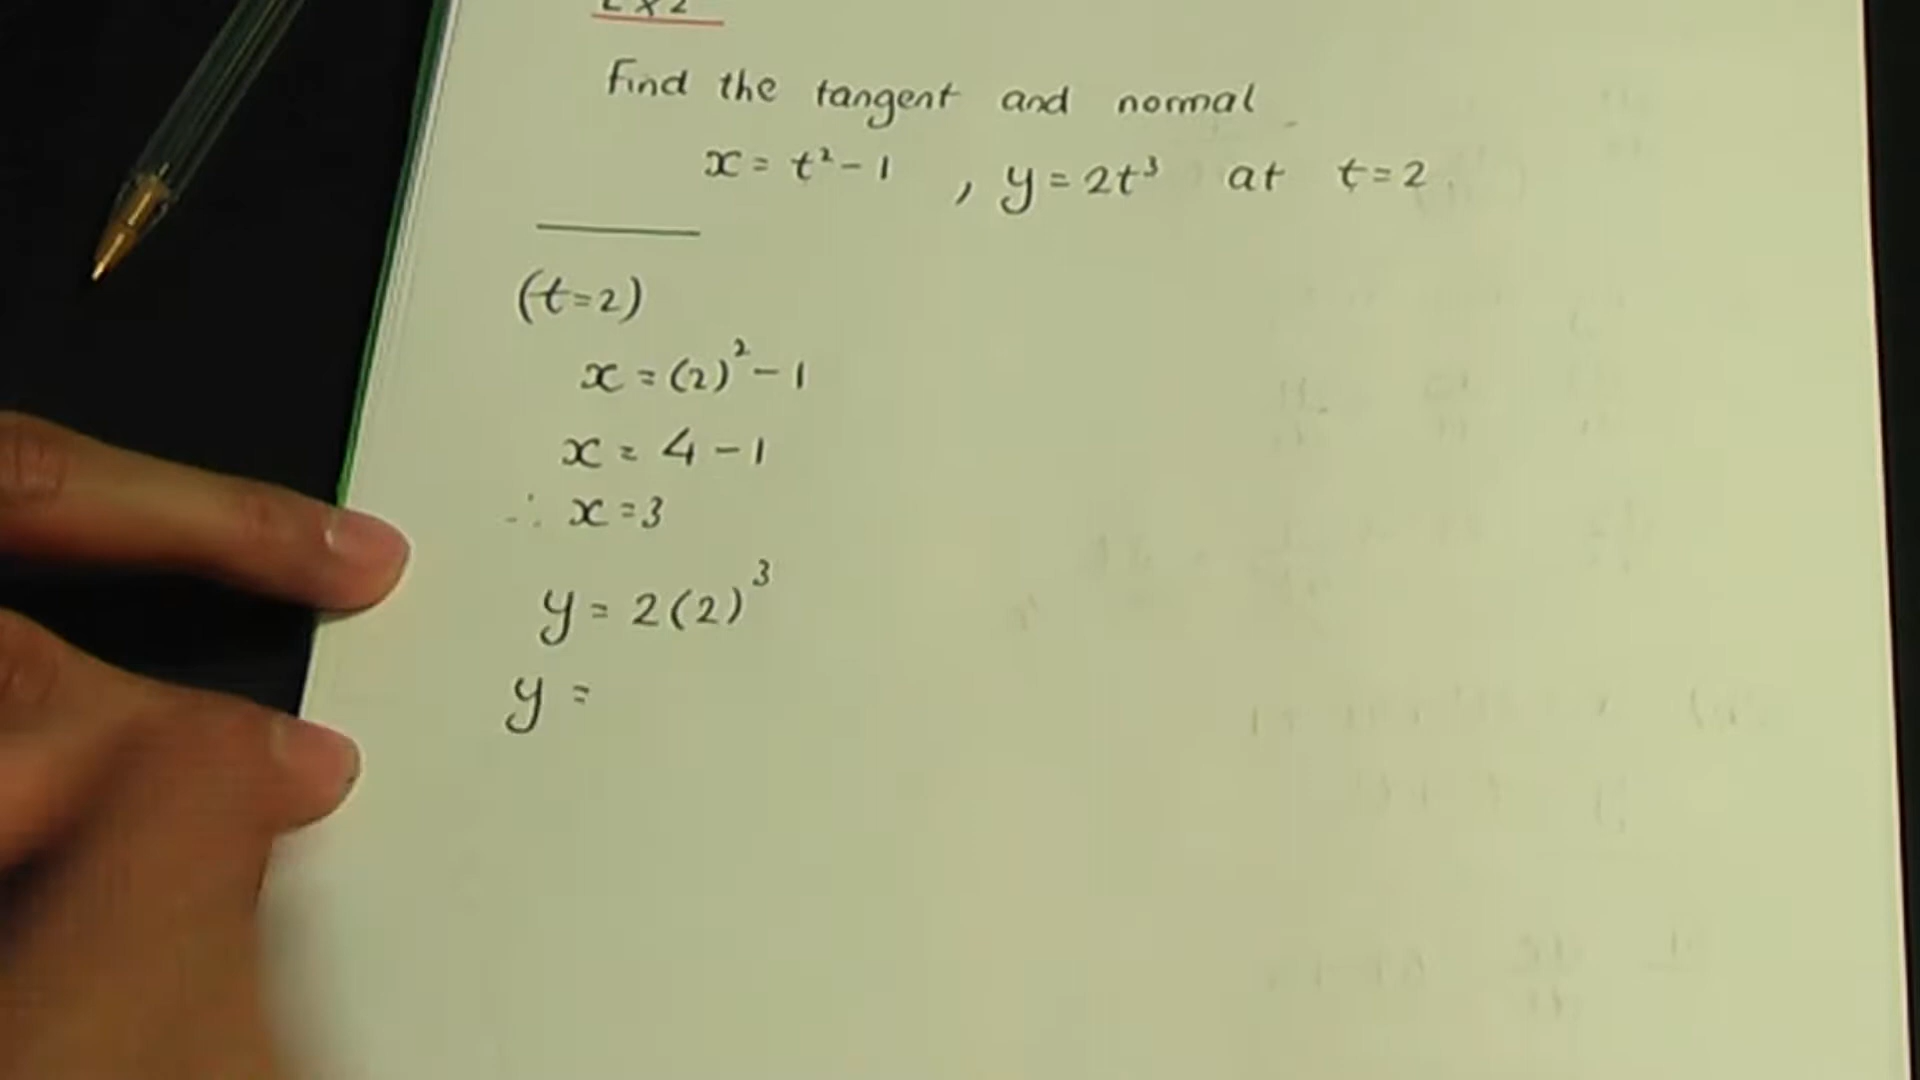 Ex2
Find the tangent and normal
x = t² - 1 , y = 2t³ at t = 2
(t=2)
x = (2)² - 1
x = 4 - 1
∴ x = 3
y = 2(2)³
y =